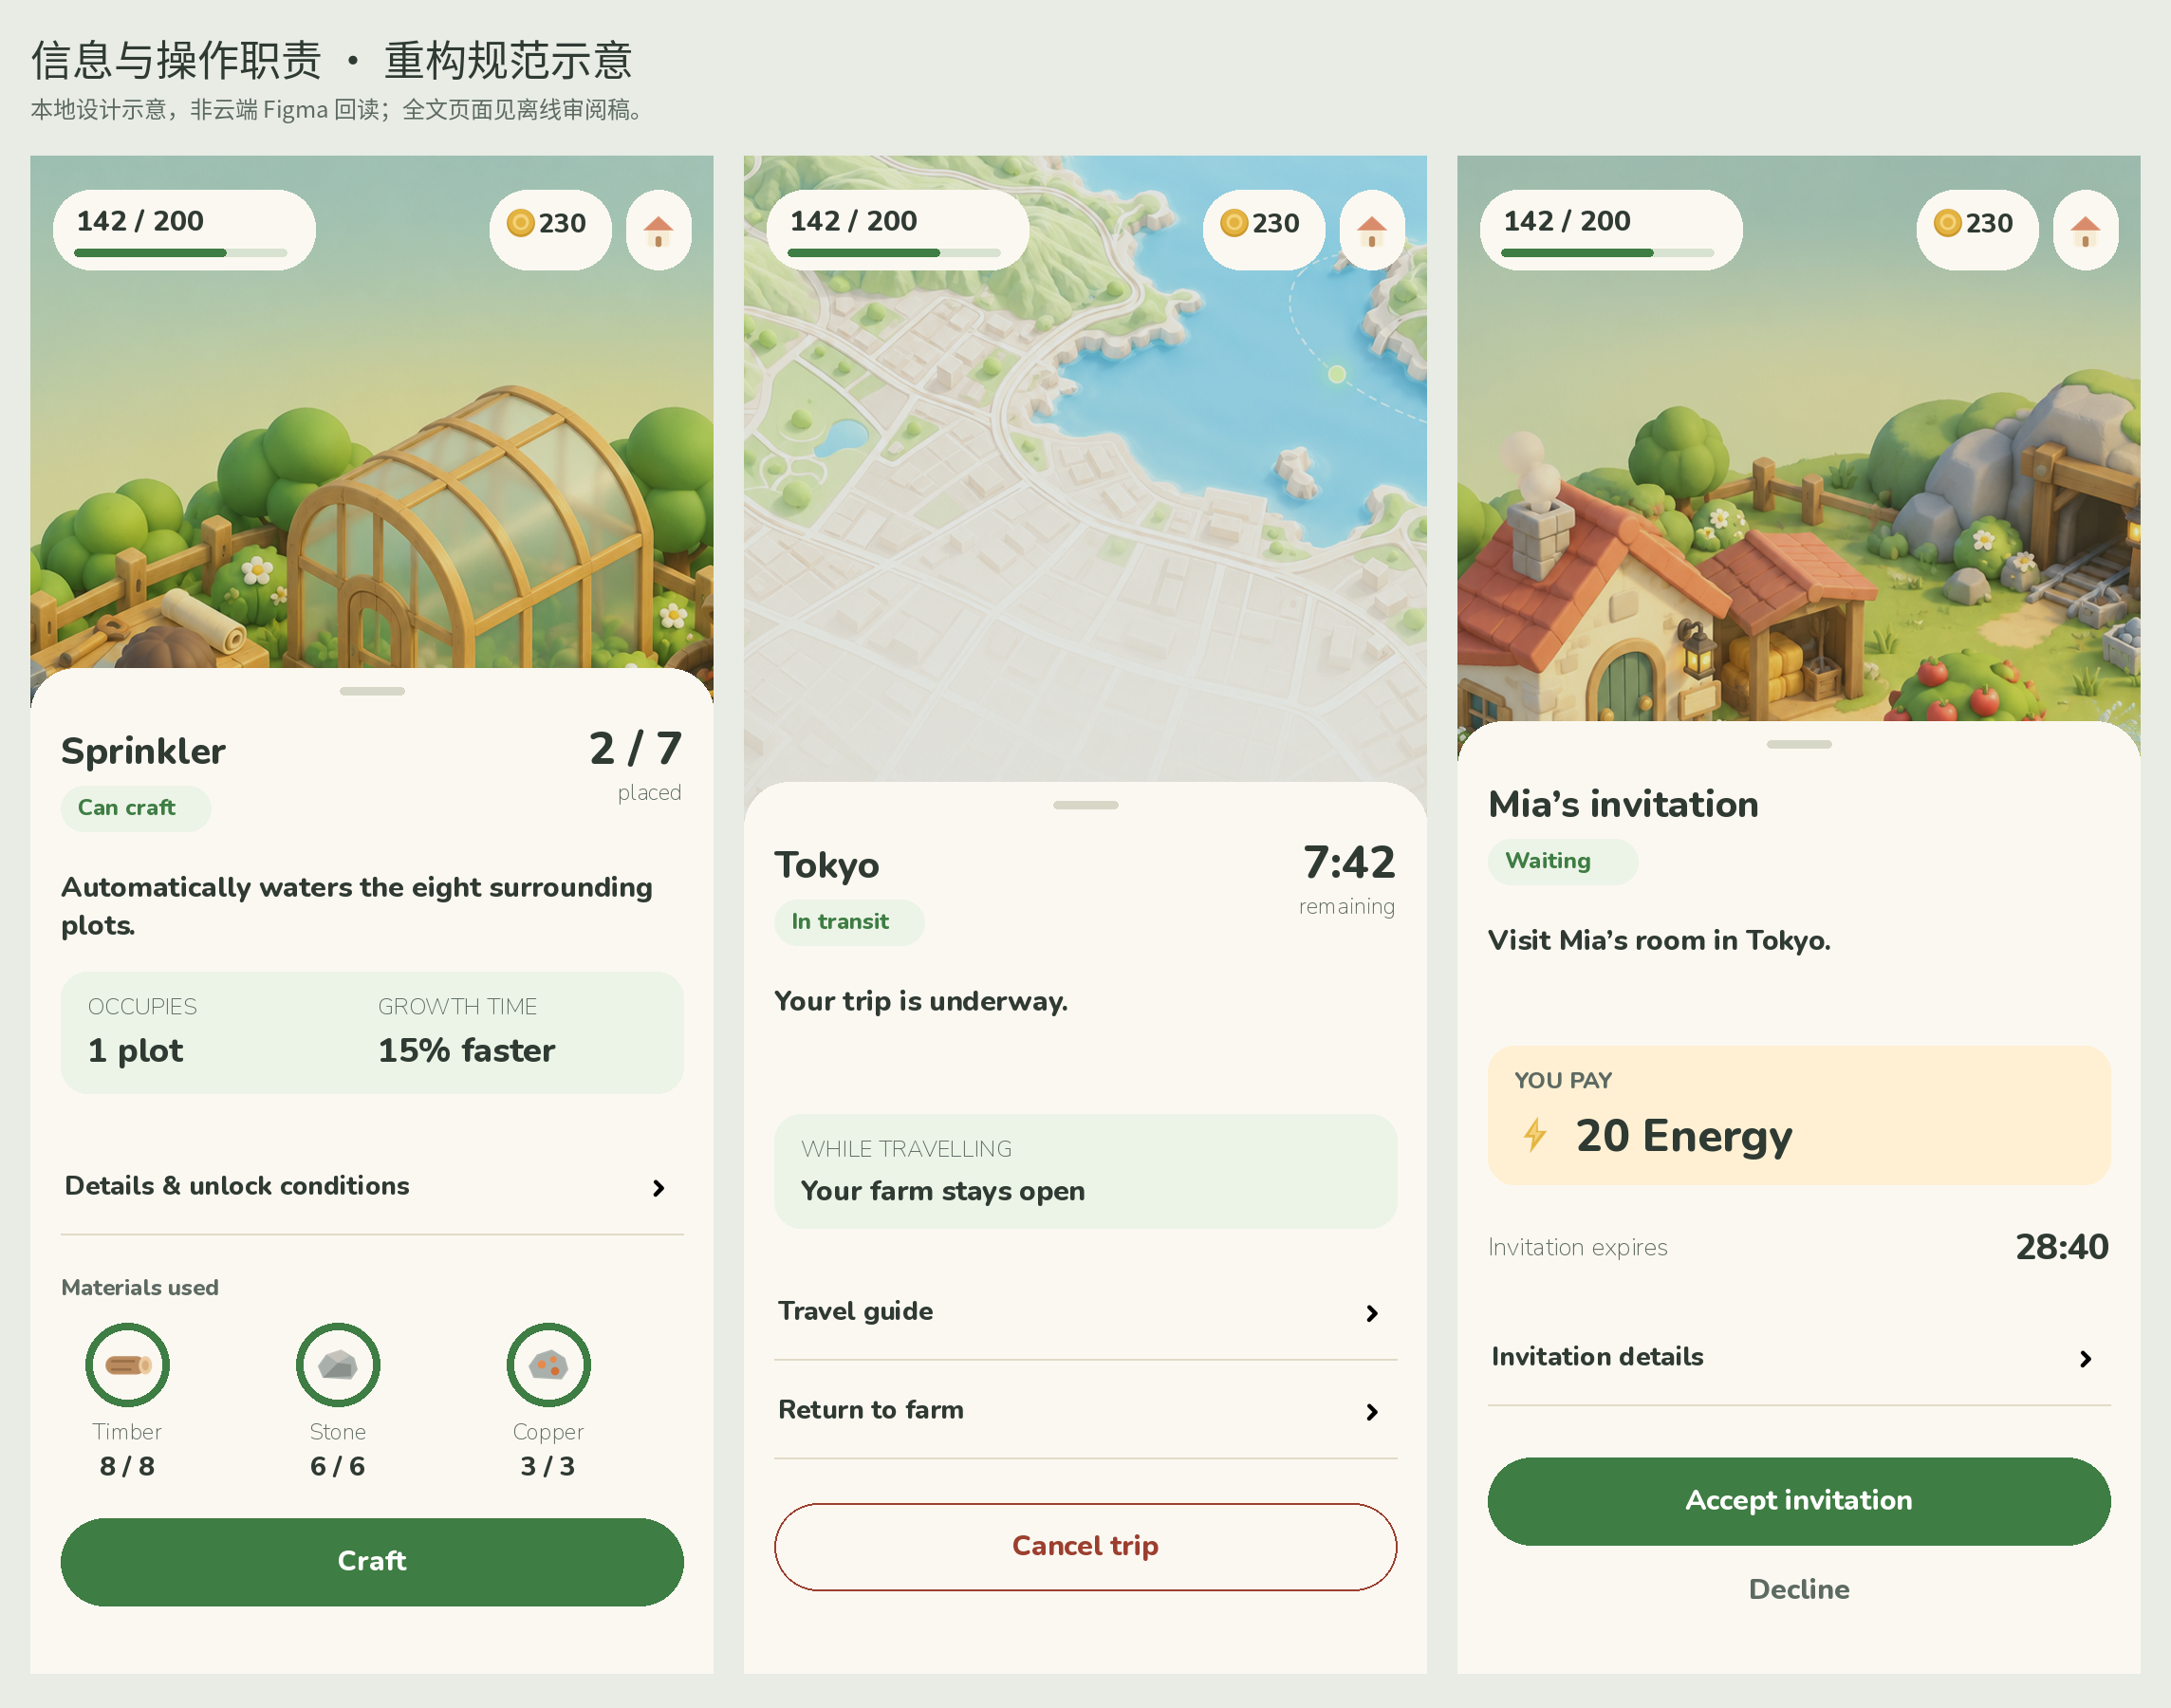 信息与操作职责 · 重构规范示意
本地设计示意，非云端 Figma 回读；全文页面见离线审阅稿。
142 / 200
230
Sprinkler
2 / 7
placed
Can craft
Automatically waters the eight surrounding
plots.
OCCUPIES
GROWTH TIME
1 plot
15% faster
Details & unlock conditions
Materials used
Timber
Stone
Copper
8 / 8
6 / 6
3 / 3
Craft
142 / 200
230
Tokyo
7:42
remaining
In transit
Your trip is underway.
WHILE TRAVELLING
Your farm stays open
Travel guide
Return to farm
Cancel trip
142 / 200
230
Mia’s invitation
Waiting
Visit Mia’s room in Tokyo.
YOU PAY
20 Energy
Invitation expires
28:40
Invitation details
Accept invitation
Decline